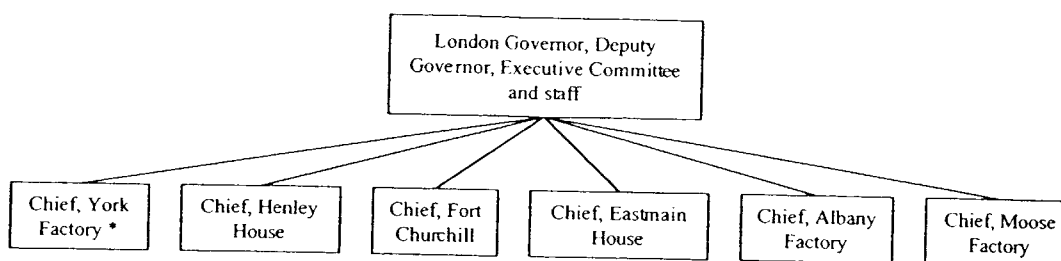 London Governor, Deputy
Governor, Executive Committee
and staff
Chief, York
Factory *
Chief, Henley
House
Chief, Fort
Churchill
Chief, Eastmain
House
Chief, Albany
Factory
Chief, Moose
Factory